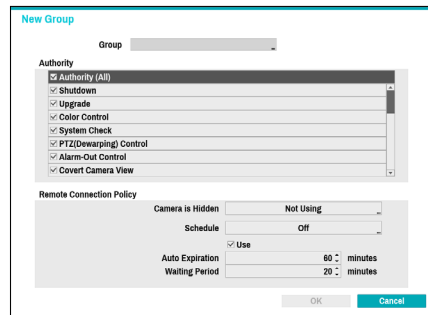 New Group
Group
Authority
Authority (All)
Shutdown
Upgrade
Color Control
System Check
PTZ(Dewarping) Control
Alarm-Out Control
Covert Camera View
Remote Connection Policy
Camera is Hidden Not Using
Schedule Off
Use
Auto Expiration 60 minutes
Waiting Period 20 minutes
OK Cancel